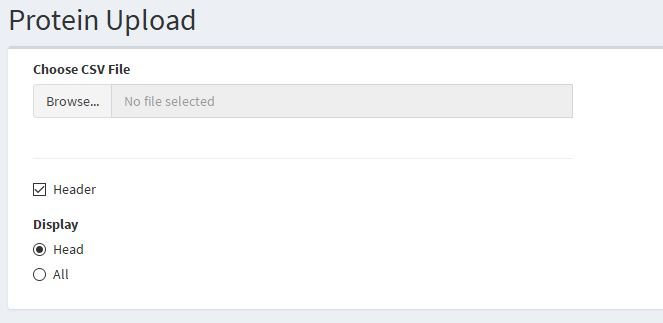 Protein Upload
Choose CSV File
Browse... No file selected
Header
Display
Head
All